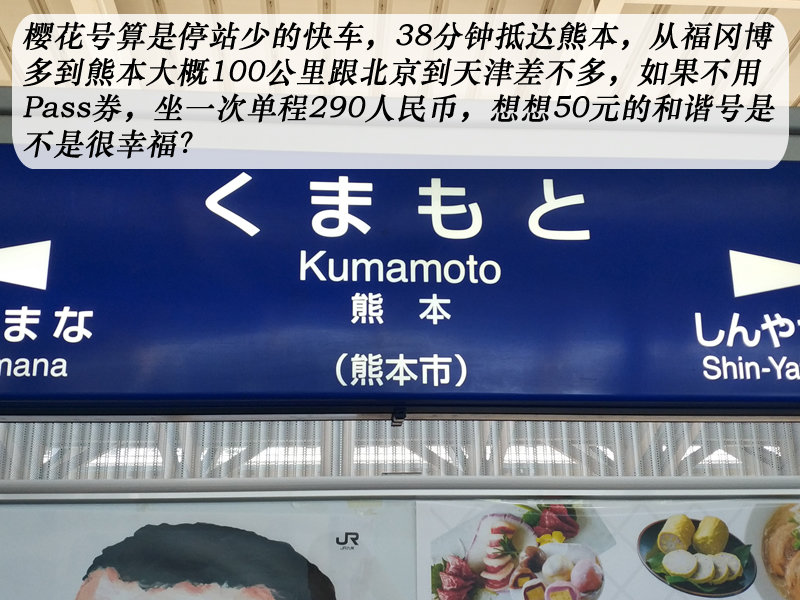 樱花号算是停站少的快车，38分钟抵达熊本，从福冈博
多到熊本大概100公里跟北京到天津差不多，如果不用
Pass券，坐一次单程290人民币，想想50元的和谐号是
不是很幸福？
くまもと
Kumamoto
熊本
（熊本市）
まな
mana
しんや
Shin-Ya
JR
JR九州